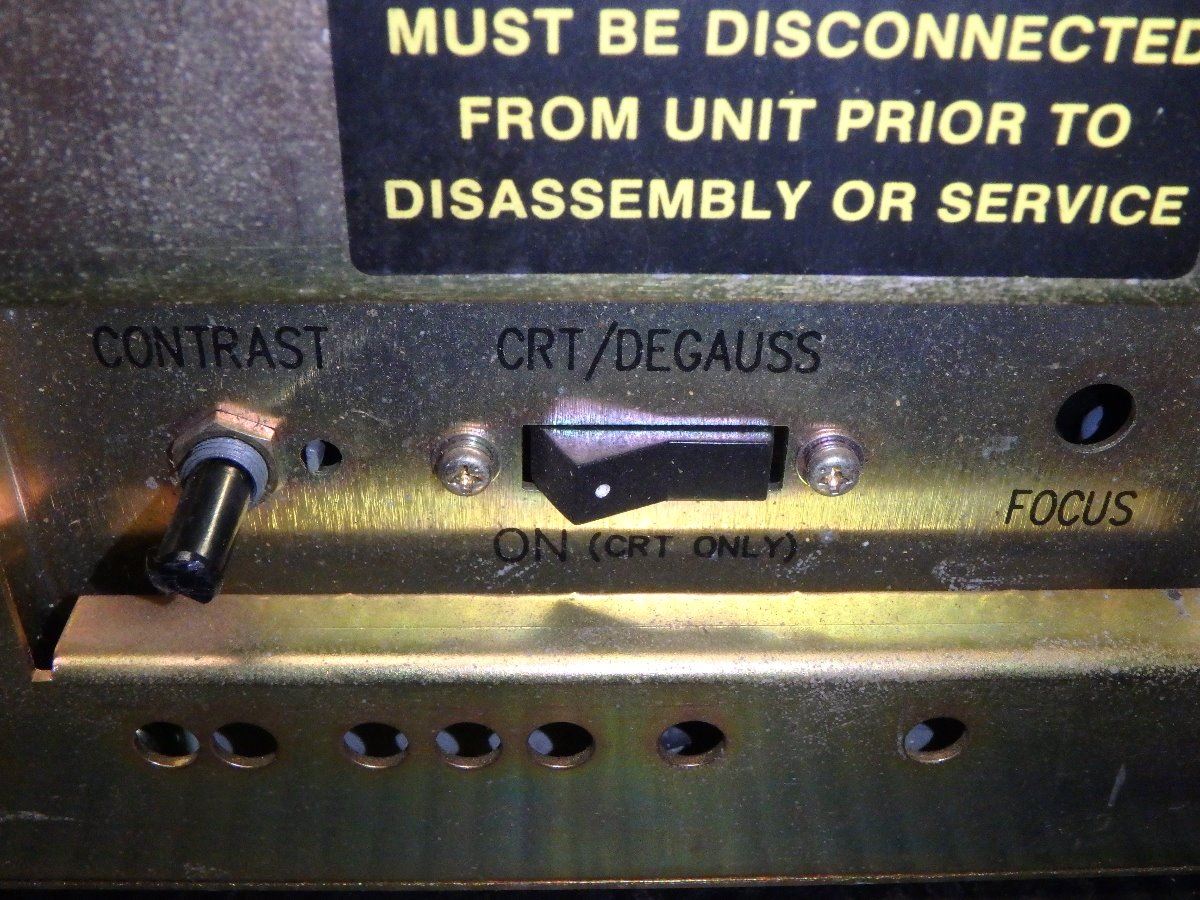 MUST BE DISCONNECTED
FROM UNIT PRIOR TO
DISASSEMBLY OR SERVICE
CONTRAST
CRT/DEGAUSS
ON (CRT ONLY)
FOCUS